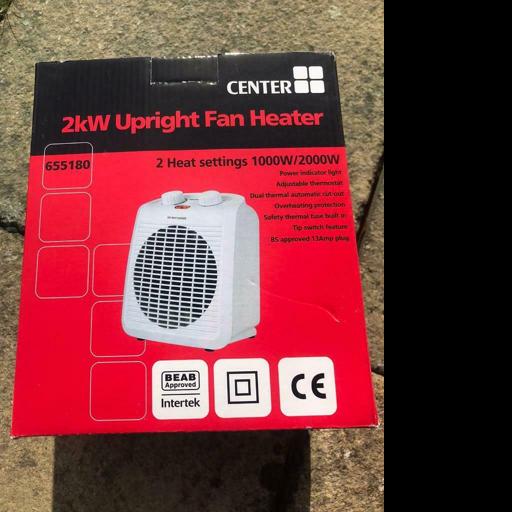 CENTER
2kW Upright Fan Heater
655180
2 Heat settings 1000W/2000W
Power indicator light
Adjustable thermostat
Dual thermal automatic cut-out
Overheating protection
Safety thermal fuse built in
Tip switch feature
BS approved 13Amp plug
BEAB
Approved
Intertek
CE